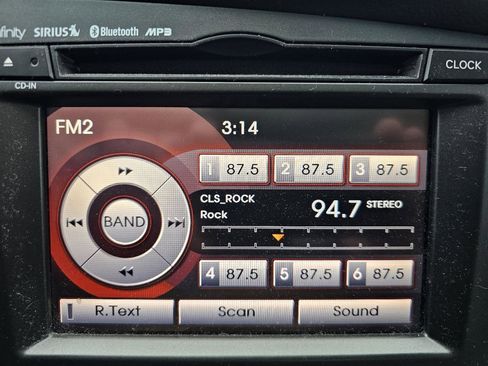 finity SIRIUS Bluetooth MP3
CD-IN
CLOCK
FM2
3:14
1 87.5 2 87.5 3 87.5
CLS_ROCK
Rock
94.7 STEREO
BAND
4 87.5 5 87.5 6 87.5
R.Text Scan Sound